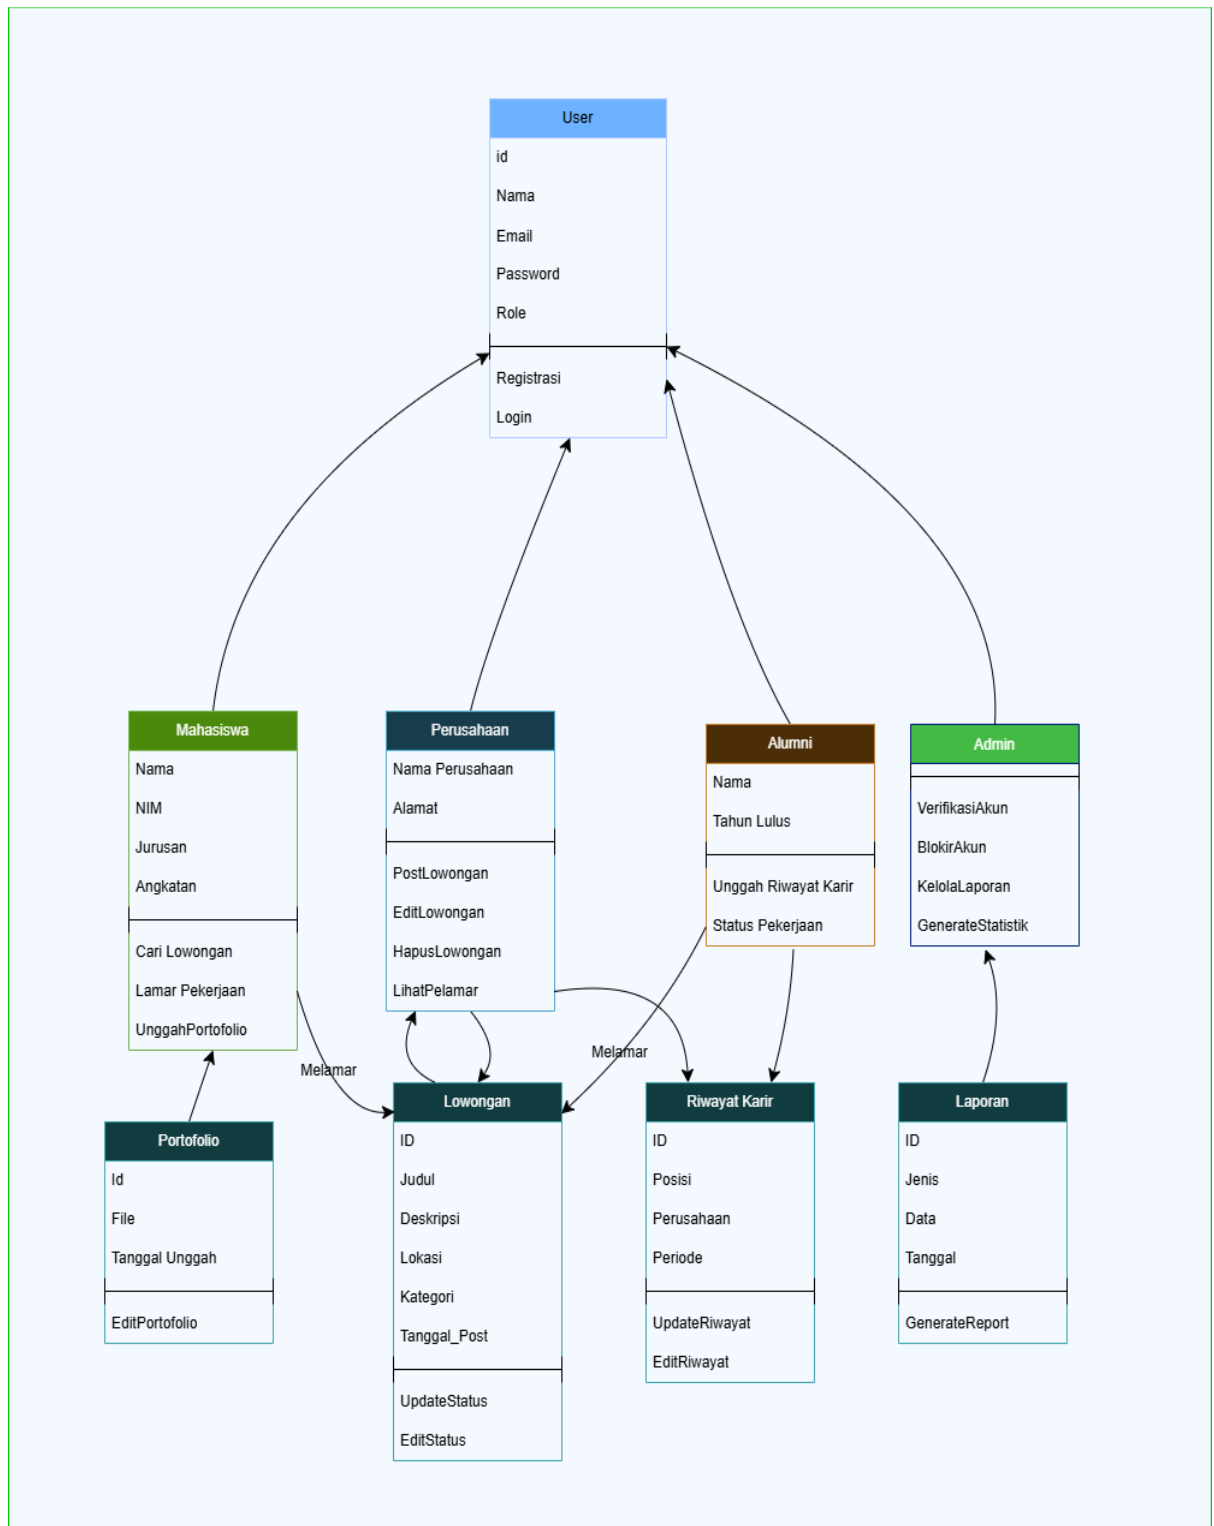 User
id
Nama
Email
Password
Role
Registrasi
Login
Mahasiswa
Nama
NIM
Jurusan
Angkatan
Cari Lowongan
Lamar Pekerjaan
UnggahPortofolio
Perusahaan
Nama Perusahaan
Alamat
PostLowongan
EditLowongan
HapusLowongan
LihatPelamar
Alumni
Nama
Tahun Lulus
Unggah Riwayat Karir
Status Pekerjaan
Admin
VerifikasiAkun
BlokirAkun
KelolaLaporan
GenerateStatistik
Melamar
Melamar
Portofolio
Id
File
Tanggal Unggah
EditPortofolio
Lowongan
ID
Judul
Deskripsi
Lokasi
Kategori
Tanggal_Post
UpdateStatus
EditStatus
Riwayat Karir
ID
Posisi
Perusahaan
Periode
UpdateRiwayat
EditRiwayat
Laporan
ID
Jenis
Data
Tanggal
GenerateReport